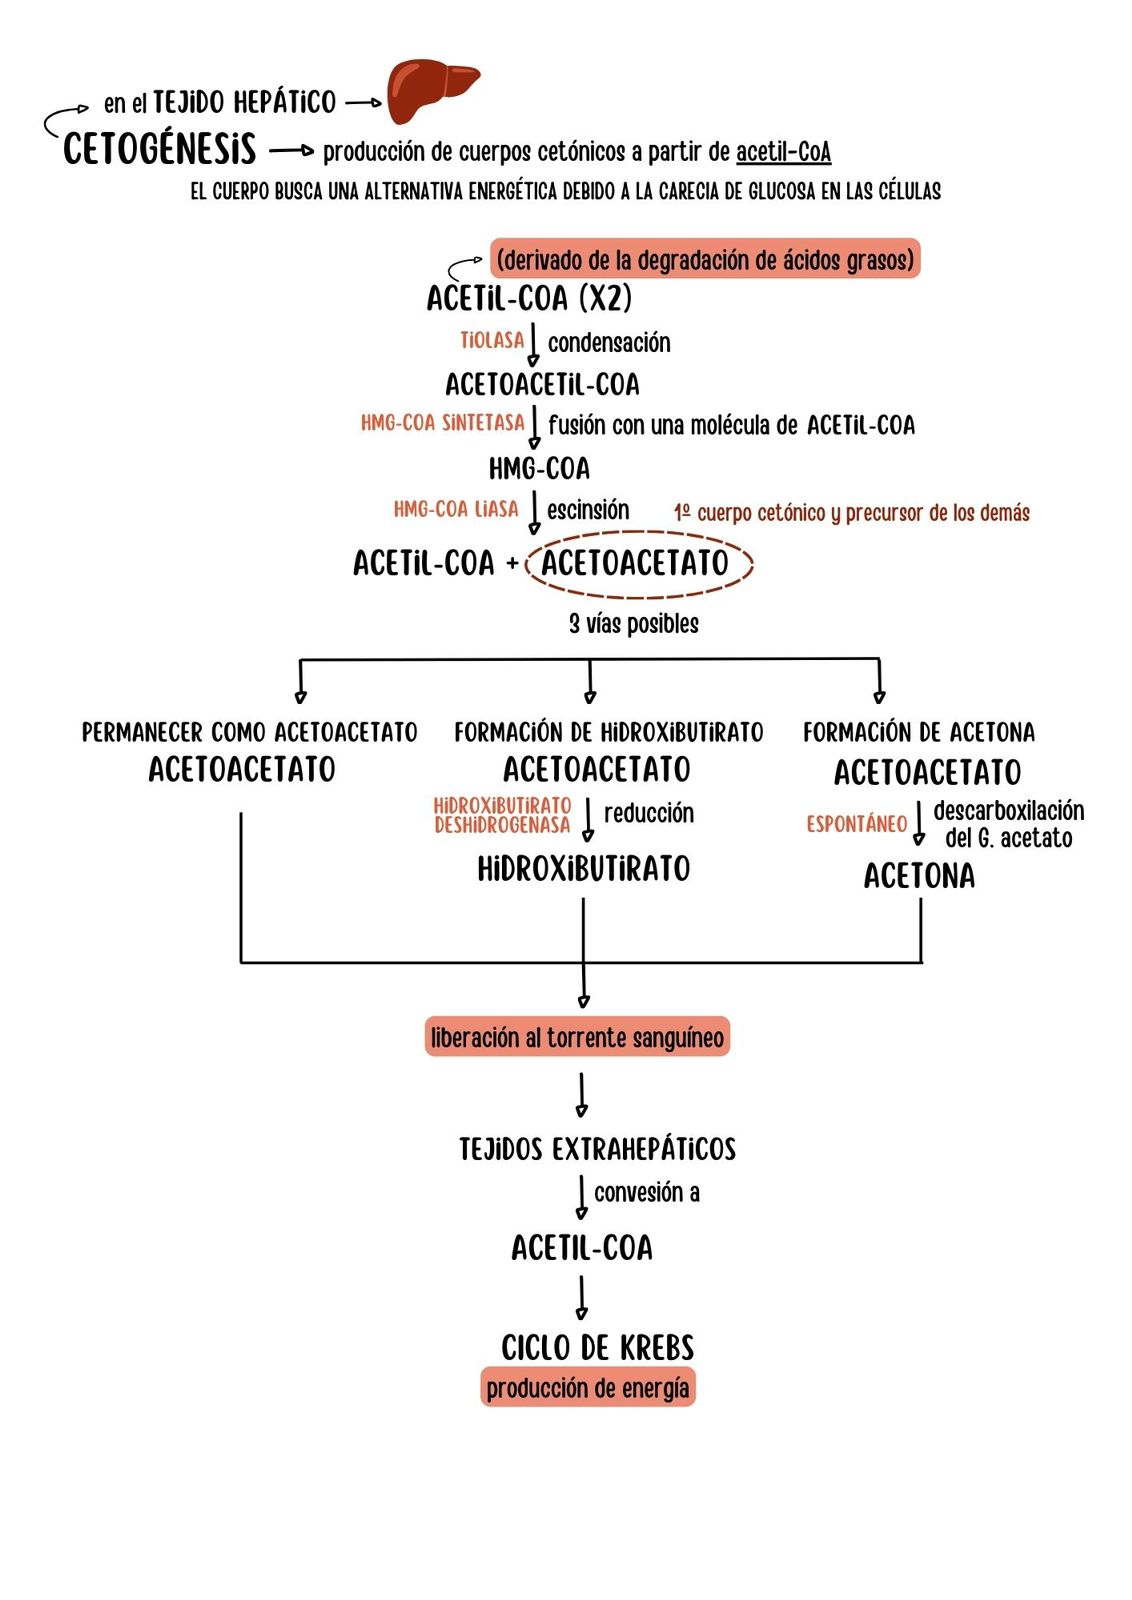 en el TEJIDO HEPÁTICO
CETOGÉNESIS producción de cuerpos cetónicos a partir de acetil-CoA
EL CUERPO BUSCA UNA ALTERNATIVA ENERGÉTICA DEBIDO A LA CARECIA DE GLUCOSA EN LAS CÉLULAS
(derivado de la degradación de ácidos grasos)
ACETIL-COA (X2)
TIOLASA condensación
ACETOACETIL-COA
HMG-COA SINTETASA fusión con una molécula de ACETIL-COA
HMG-COA
HMG-COA LIASA escinsión 1º cuerpo cetónico y precursor de los demás
ACETIL-COA + ACETOACETATO
3 vías posibles
PERMANECER COMO ACETOACETATO
ACETOACETATO
FORMACIÓN DE HIDROXIBUTIRATO
ACETOACETATO
HIDROXIBUTIRATO
DESHIDROGENASA
reducción
HIDROXIBUTIRATO
FORMACIÓN DE ACETONA
ACETOACETATO
ESPONTÁNEO
descarboxilación
del G. acetato
ACETONA
liberación al torrente sanguíneo
TEJIDOS EXTRAHEPÁTICOS
convesión a
ACETIL-COA
CICLO DE KREBS
producción de energía